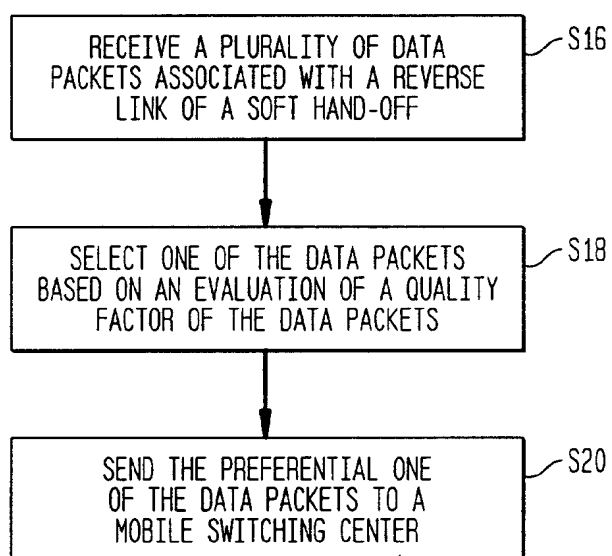 RECEIVE A PLURALITY OF DATA
PACKETS ASSOCIATED WITH A REVERSE
LINK OF A SOFT HAND-OFF
S16
SELECT ONE OF THE DATA PACKETS
BASED ON AN EVALUATION OF A QUALITY
FACTOR OF THE DATA PACKETS
S18
SEND THE PREFERENTIAL ONE
OF THE DATA PACKETS TO A
MOBILE SWITCHING CENTER
S20